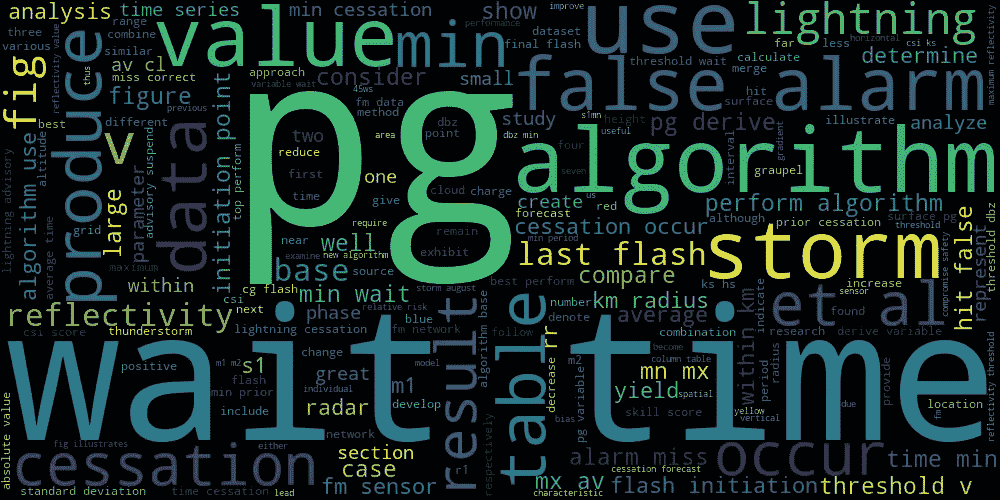 analysis
time series
min cessation
show
use
lightning
range
combine
three
various
value
min
dataset
final flash
improve
performance
far
less
horizontal
csi ks
similar
av cl
miss correct
approach
variable wait
threshold wait
calculate
merge
determine
fig
produce
thus
reflectivity value
figure
previous
consider
small
false alarm
hit
surface
maximum reflectivity
best
different
45ws
fm data
method
study
s1mn
useful
height
pg derive
illustrate
analyze
v
data
initiation point
pg
two
area
dbz
point
dbz min
four
seven
us
red
interval
gradient
graupel
algorithm
reduce
first
time
one
give
cloud
charge
create
forecast
perform algorithm
algorithm use
altitude
advisory suspend
top perform
require
remain
cessation occur
although
prior cessation
surface pg
threshold
lightning advisory
average time
grid
large
parameter
near
examine
new algorithm
well
exhibit
last flash
min period
storm
hit false
represent
threshold dbz
denote
maximum
within
base
source
storm august
compare
best perform
ks hs
increase
sensor
compromise safety
reflectivity
csi
next
cg flash
min wait
relative risk
algorithm base
number
km radius
indicate
et al
found
thunderstorm
csi score
lightning cessation
phase
blue
fm network
follow
rr
average
combination
research
derive variable
wait time
result
table
within km
positive
s1
m1 m2
change
great
individual
model
m1
decrease
m2
become
column table
mn mx
period
radius
provide
reflectivity threshold
flash
min prior
include
radar
develop
yield
spatial
skill score
pg variable
bias
yellow
vertical
due
fm
location
network
absolute value
fig illustrates
either
section
case
r1
respectively
alarm miss
occur
time min
cessation
standard deviation
time cessation
lead
fm sensor
mx av
characteristic
cessation forecast
flash initiation
threshold v